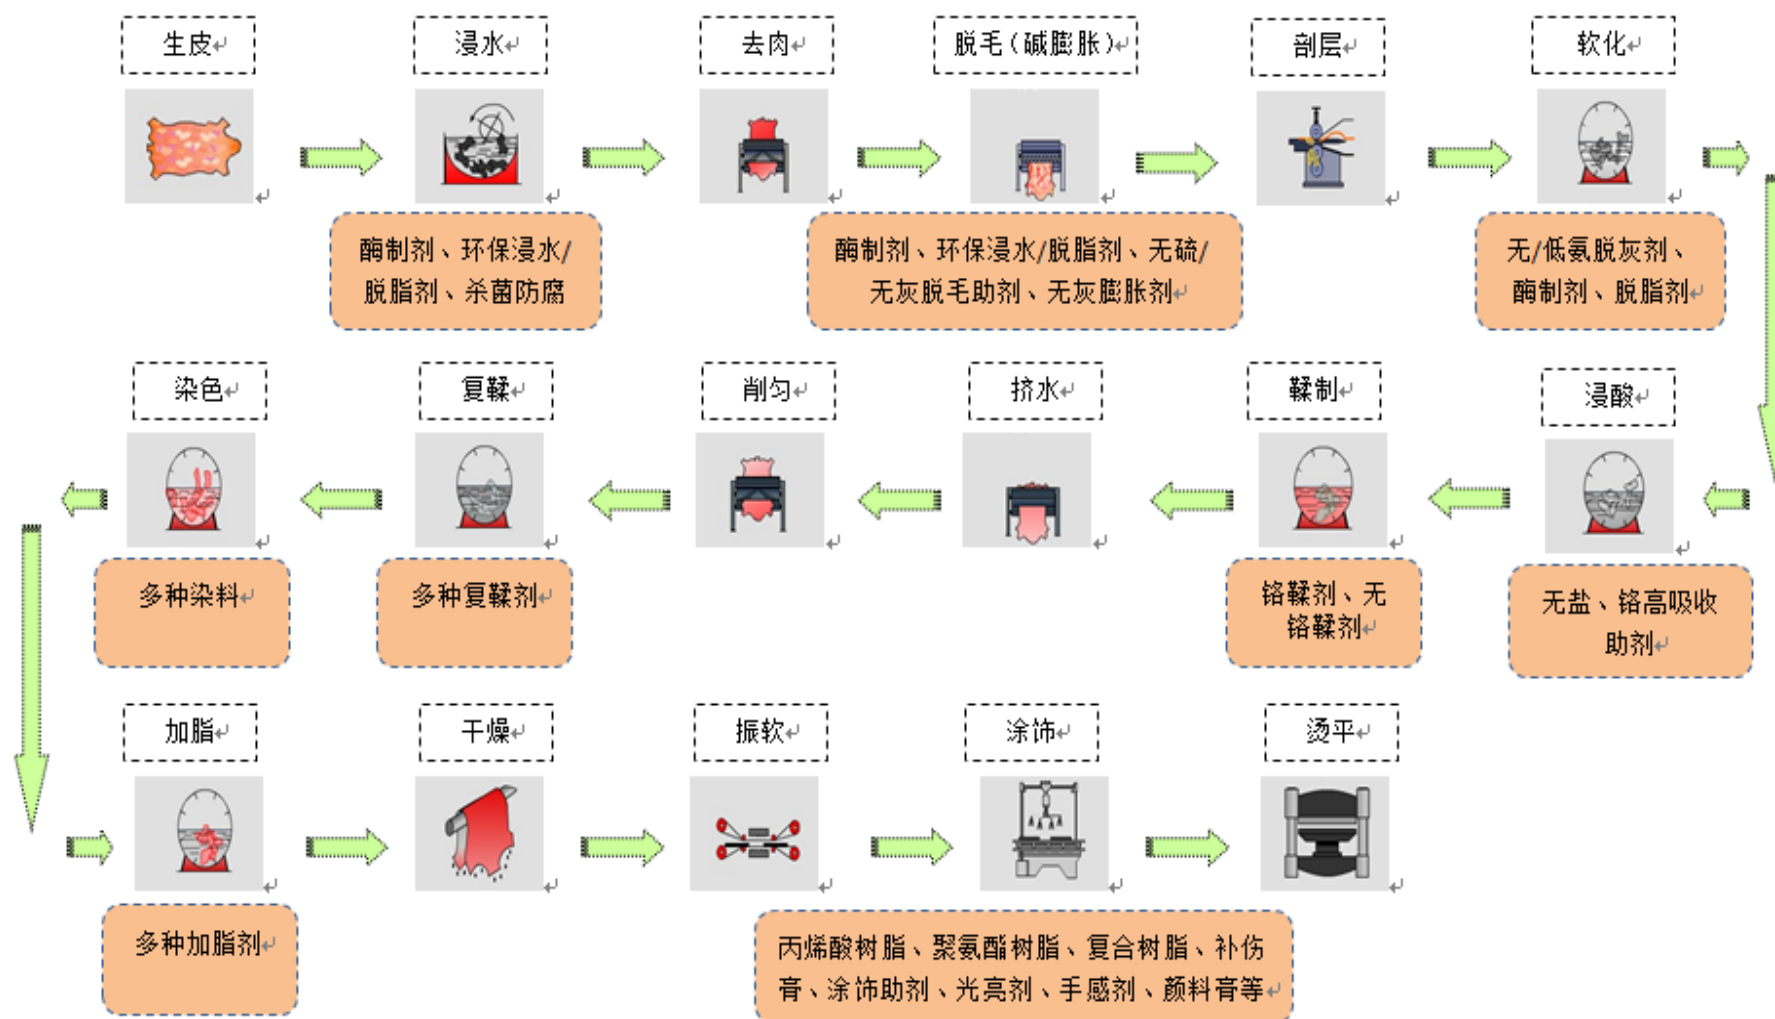 生皮
浸水
去肉
脱毛（碱膨胀）
剖层
软化
酶制剂、环保浸水/
脱脂剂、杀菌防腐
酶制剂、环保浸水/脱脂剂、无硫/
无灰脱毛助剂、无灰膨胀剂
无/低氨脱灰剂、
酶制剂、脱脂剂
染色
复鞣
削匀
挤水
鞣制
浸酸
多种染料
多种复鞣剂
铬鞣剂、无
铬鞣剂
无盐、铬高吸收
助剂
加脂
干燥
振软
涂饰
烫平
多种加脂剂
丙烯酸树脂、聚氨酯树脂、复合树脂、补伤
膏、涂饰助剂、光亮剂、手感剂、颜料膏等